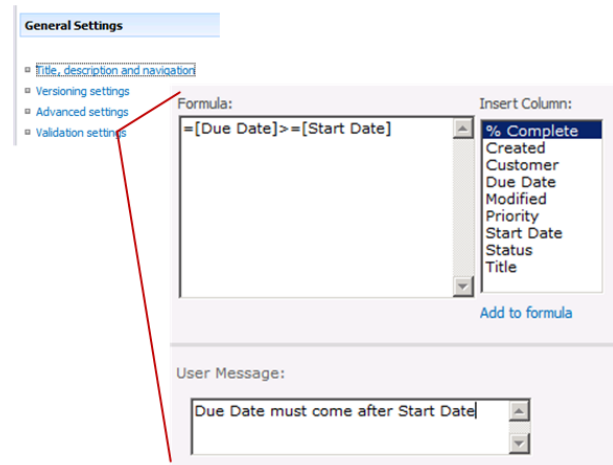 General Settings
Title, description and navigation
Versioning settings
Advanced settings
Validation settings
Formula:
=[Due Date]>=[Start Date]
Insert Column:
% Complete
Created
Customer
Due Date
Modified
Priority
Start Date
Status
Title
Add to formula
User Message:
Due Date must come after Start Date